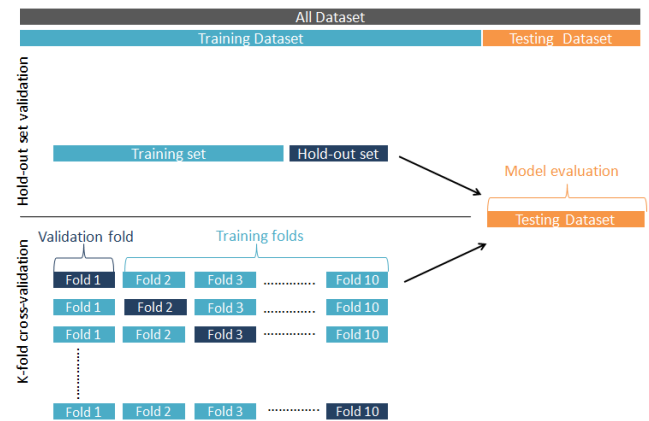 All Dataset
Training Dataset Testing Dataset
Hold-out set validation
Training set Hold-out set
Model evaluation
Testing Dataset
K-fold cross-validation
Validation fold Training folds
Fold 1 Fold 2 Fold 3 .............. Fold 10
Fold 1 Fold 2 Fold 3 .............. Fold 10
Fold 1 Fold 2 Fold 3 .............. Fold 10
Fold 1 Fold 2 Fold 3 .............. Fold 10